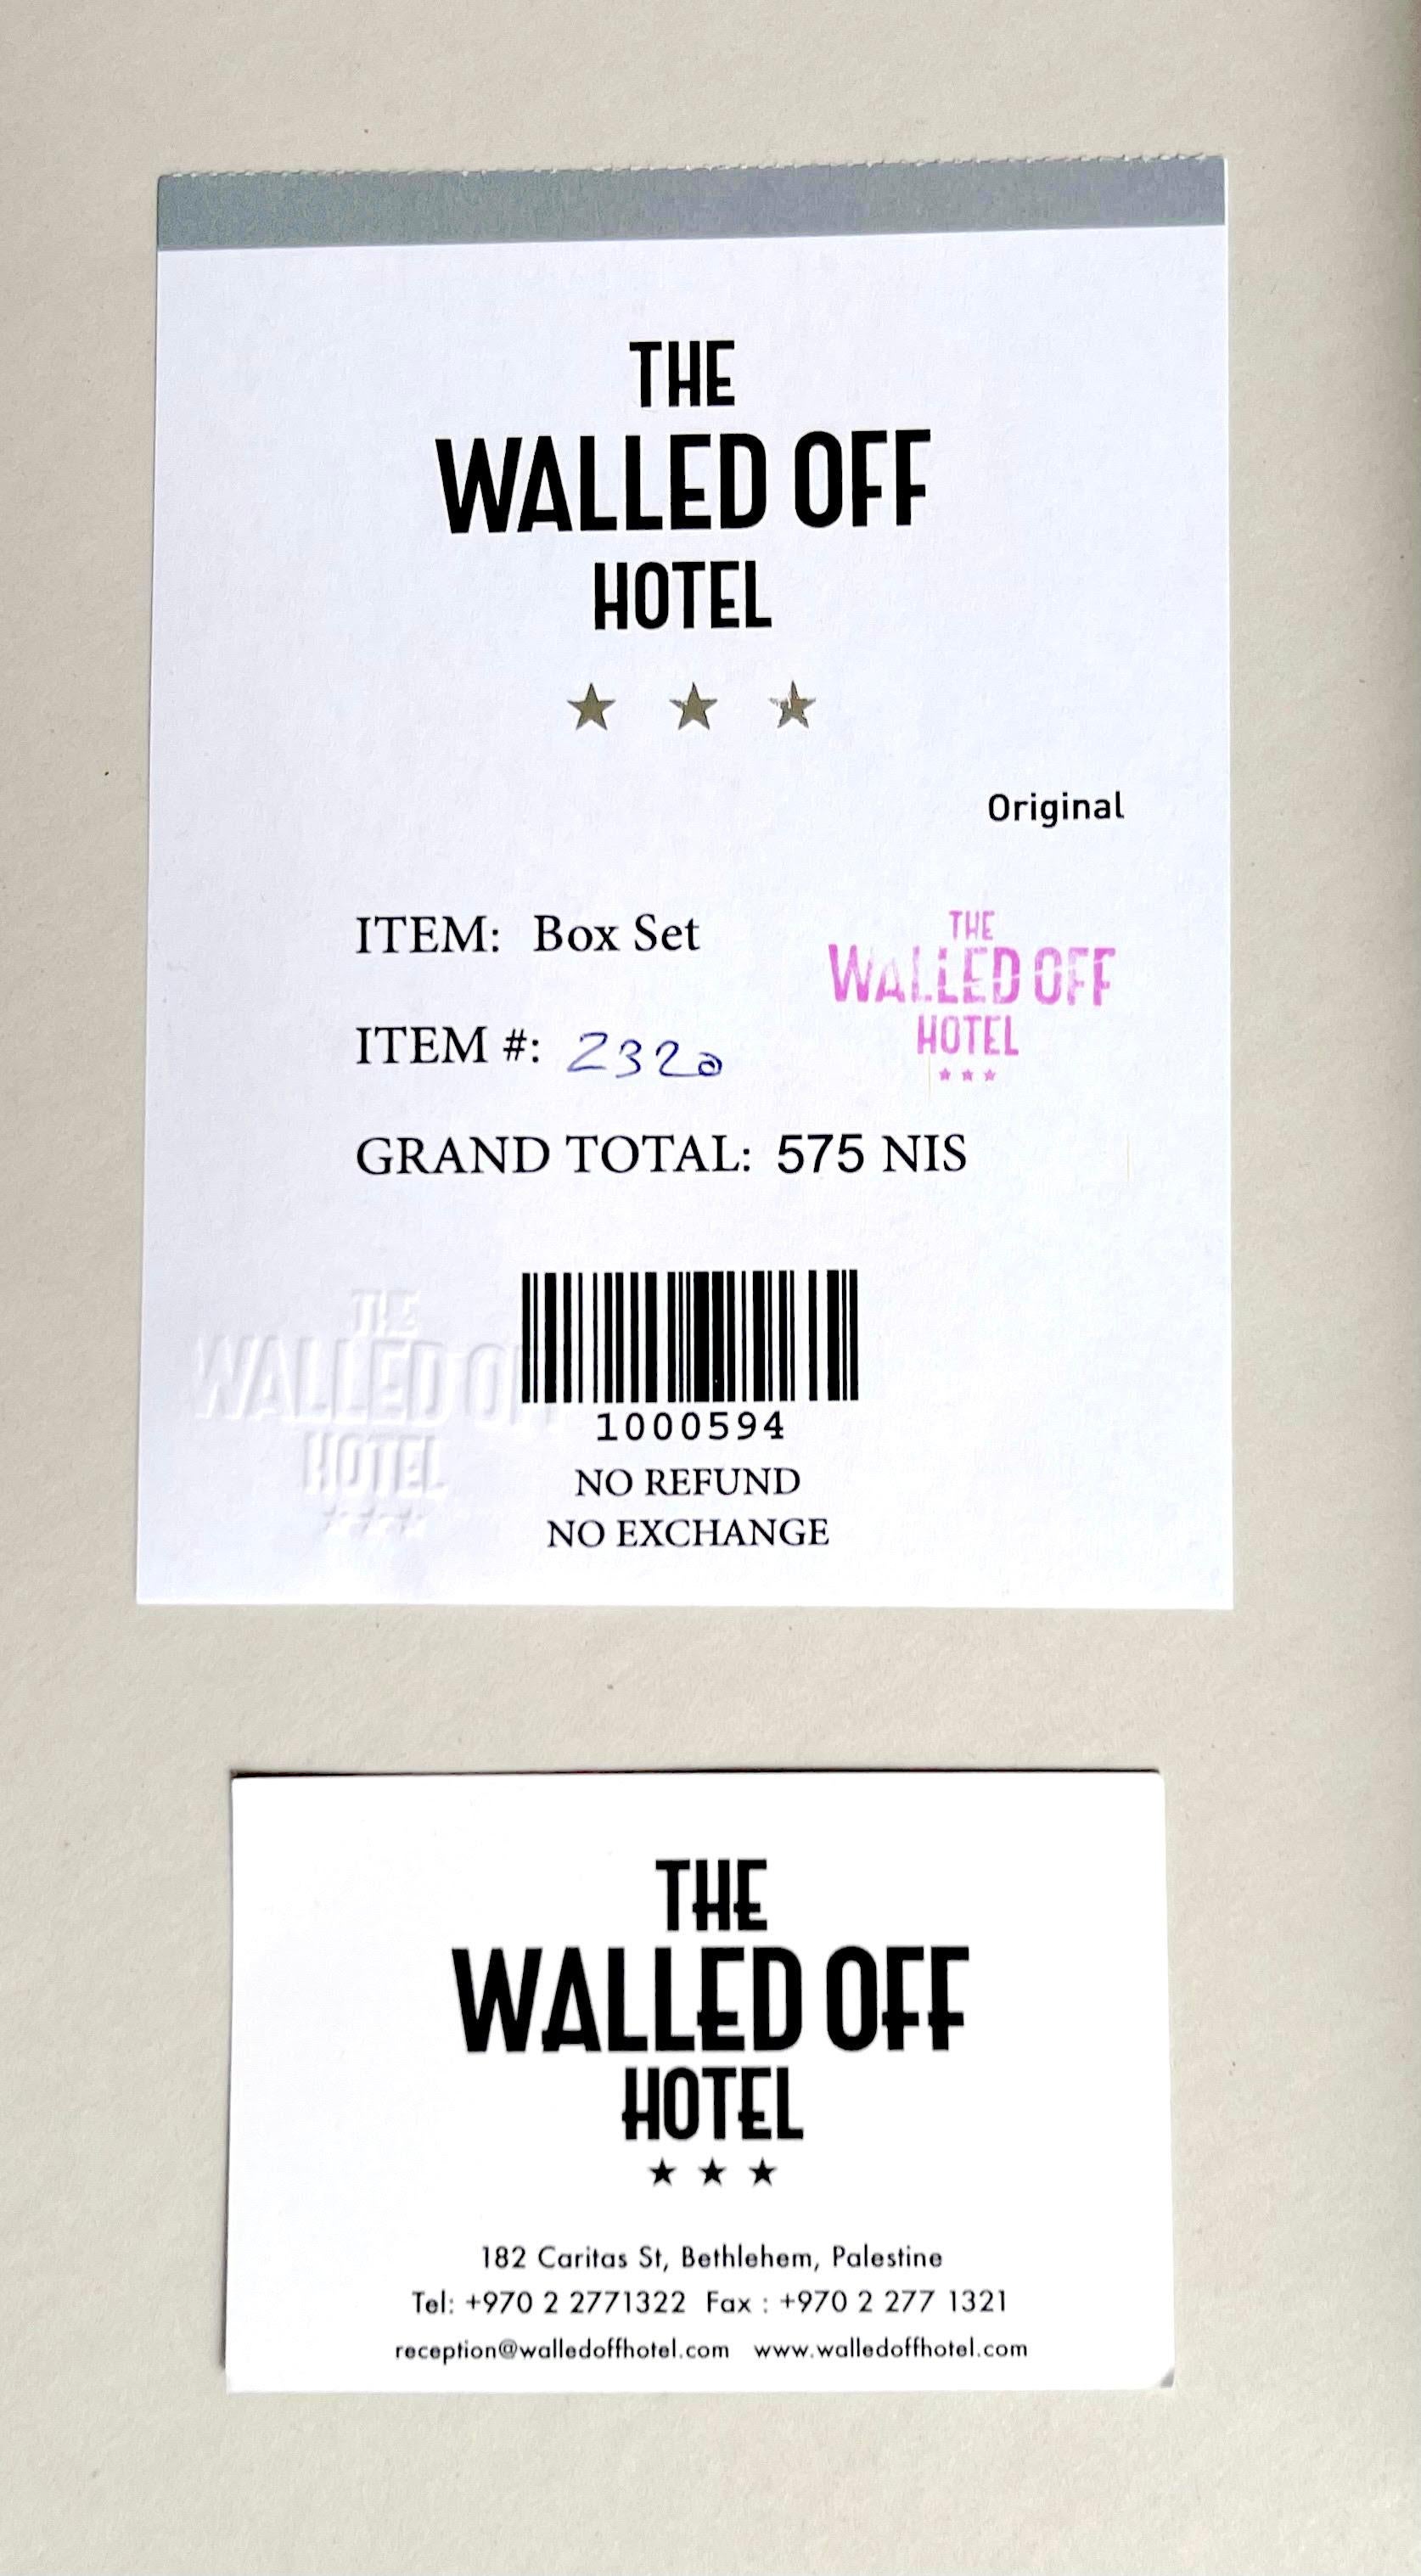 THE
WALLED OFF
HOTEL
Original
ITEM: Box Set
THE
WALLED OFF
HOTEL
ITEM #: 2320
GRAND TOTAL: 575 NIS
THE
WALLED OFF
HOTEL
1000594
NO REFUND
NO EXCHANGE
THE
WALLED OFF
HOTEL
182 Caritas St, Bethlehem, Palestine
Tel: +970 2 2771322 Fax : +970 2 277 1321
reception@walledoffhotel.com www.walledoffhotel.com